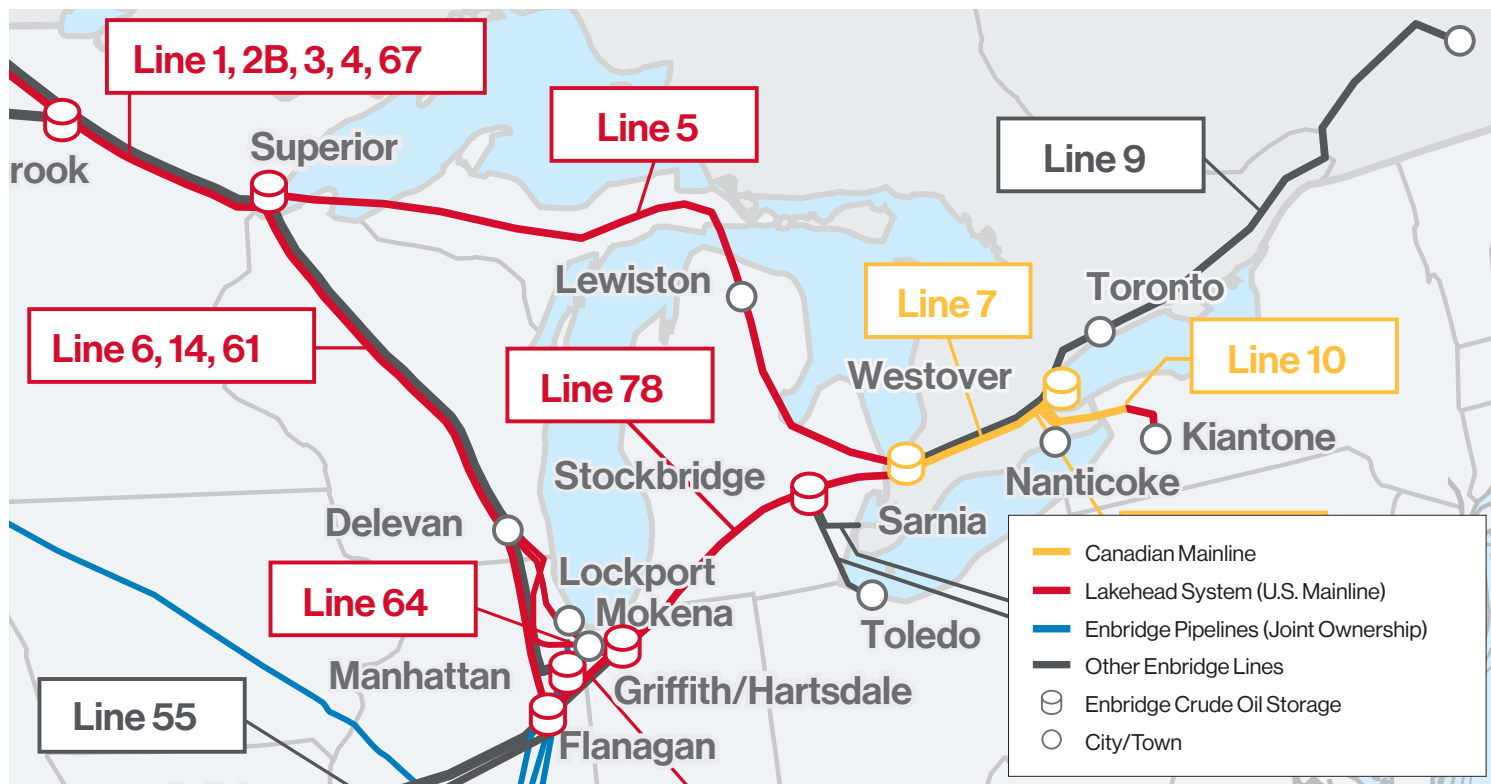 Line 1, 2B, 3, 4, 67
Line 5
Superior
Line 9
rook
Lewiston
Toronto
Line 7
Line 10
Line 6, 14, 61
Line 78
Westover
Kiantone
Stockbridge
Nanticoke
Delevan
Sarnia
Lockport
Line 64
Mokena
Toledo
Manhattan
Griffith/Hartsdale
Line 55
Flanagan
Canadian Mainline
Lakehead System (U.S. Mainline)
Enbridge Pipelines (Joint Ownership)
Other Enbridge Lines
Enbridge Crude Oil Storage
City/Town